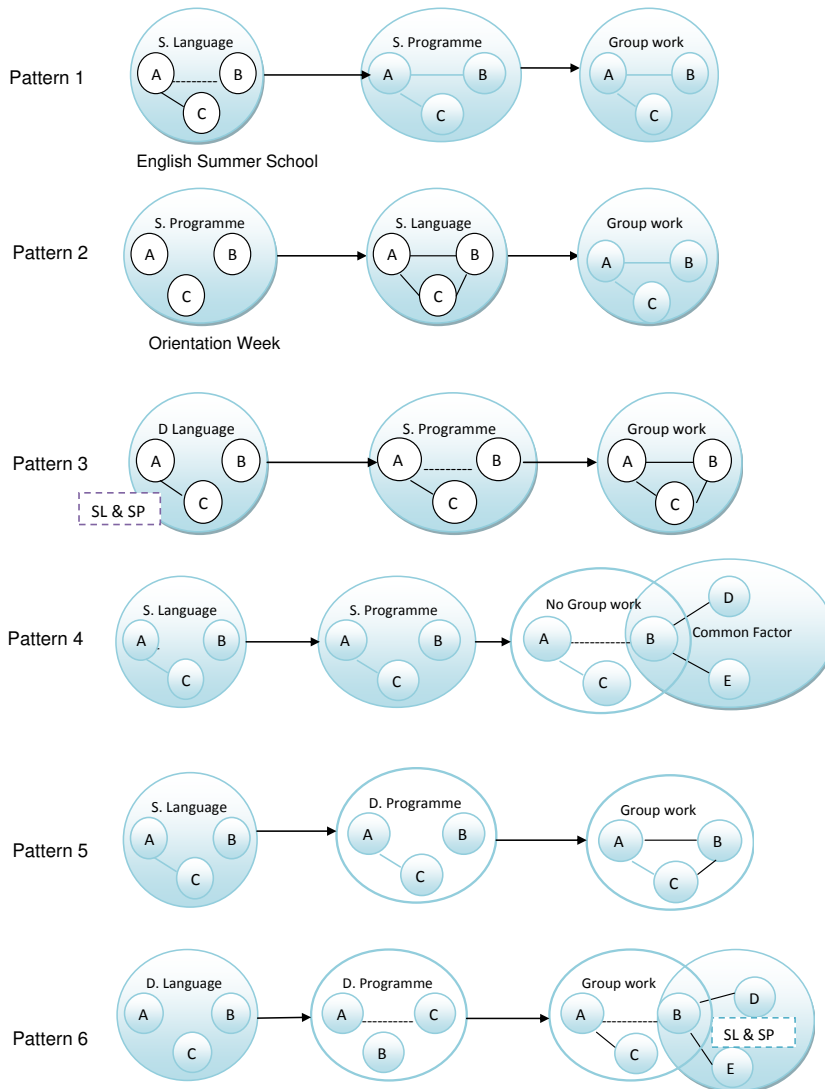 S. Language
S. Programme
Group work
Pattern 1
A
B
C
A
B
C
A
B
C
English Summer School
S. Programme
S. Language
Group work
Pattern 2
A
B
C
A
B
C
A
B
C
Orientation Week
D Language
S. Programme
Group work
Pattern 3
A
B
C
A
B
C
A
B
C
SL & SP
S. Language
S. Programme
No Group work
Pattern 4
A
B
C
A
B
C
A
B
C
D
Common Factor
E
S. Language
D. Programme
Group work
Pattern 5
A
B
C
A
B
C
A
B
C
D. Language
D. Programme
Group work
Pattern 6
A
B
C
A
C
B
A
B
C
D
SL & SP
E